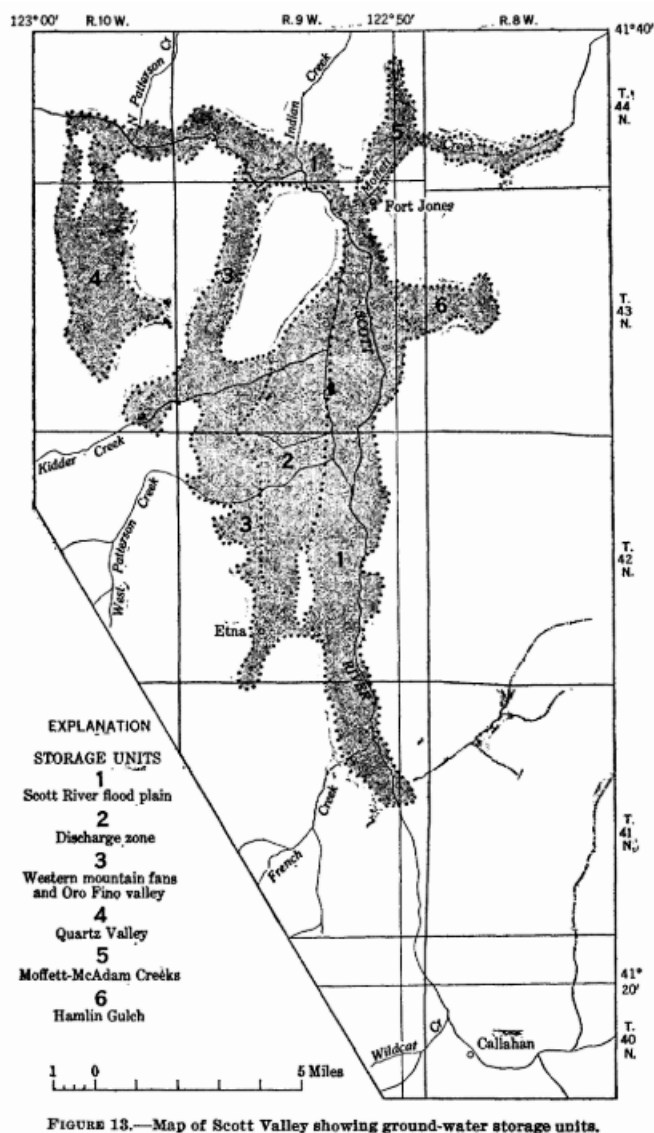 123° 00' R.10 W. R.9 W. 122° 50' R.8 W.
41° 40'
N Patterson Cr
Indian Creek
T. 44 N.
1
5
Creek
Moffett
Fort Jones
4
3
6
T. 43 N.
SCOTT
Kidder Creek
2
West Patterson Creek
3
1
T. 42 N.
Etna
EXPLANATION
STORAGE UNITS
1
Scott River flood plain
2
Discharge zone
3
Western mountain fans
and Oro Fino valley
4
Quartz Valley
5
Moffett-McAdam Creeks
6
Hamlin Gulch
French Creek
T. 41 N.
41° 20'
T. 40 N.
Wildcat Cr
Callahan
1 0 5 Miles
FIGURE 13.—Map of Scott Valley showing ground-water storage units.